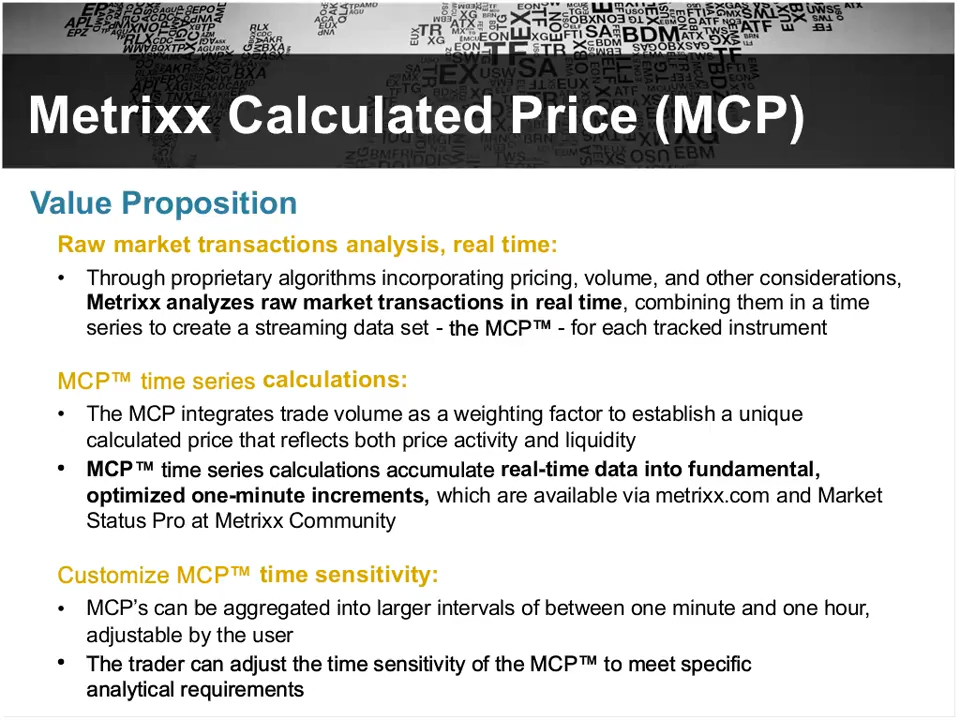 Metrixx Calculated Price (MCP)
Value Proposition
Raw market transactions analysis, real time:
• Through proprietary algorithms incorporating pricing, volume, and other considerations,
Metrixx analyzes raw market transactions in real time, combining them in a time
series to create a streaming data set - the MCP™ - for each tracked instrument
MCP™ time series calculations:
• The MCP integrates trade volume as a weighting factor to establish a unique
calculated price that reflects both price activity and liquidity
• MCP™ time series calculations accumulate real-time data into fundamental,
optimized one-minute increments, which are available via metrixx.com and Market
Status Pro at Metrixx Community
Customize MCP™ time sensitivity:
• MCP's can be aggregated into larger intervals of between one minute and one hour,
adjustable by the user
• The trader can adjust the time sensitivity of the MCP™ to meet specific
analytical requirements